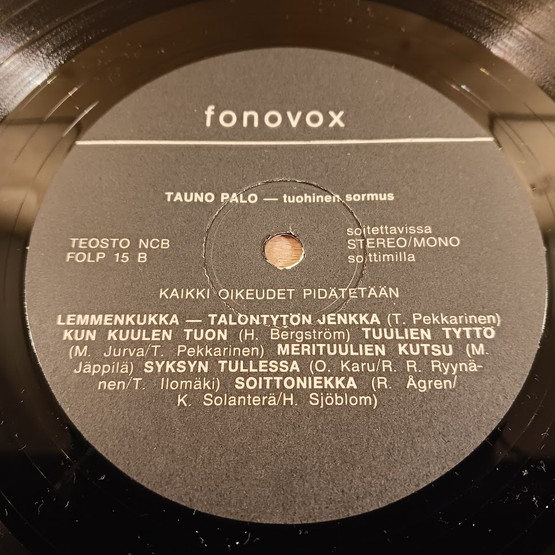 fonovox
TAUNO PALO — tuohinen sormus
TEOSTO NCB
FOLP 15 B
soitettavissa
STEREO/MONO
soittimilla
KAIKKI OIKEUDET PIDÄTETÄÄN
LEMMENKUKKA — TALONTYTÖN JENKKA (T. Pekkarinen)
KUN KUULEN TUON (H. Bergström) TUULIEN TYTTÖ
(M. Jurva/T. Pekkarinen) MERITUULIEN KUTSU (M.
Jäppilä) SYKSYN TULLESSA (O. Karu/R. R. Ryynä-
nen/T. Ilomäki) SOITTONIEKKA (R. Ågren/
K. Solanterä/H. Sjöblom)